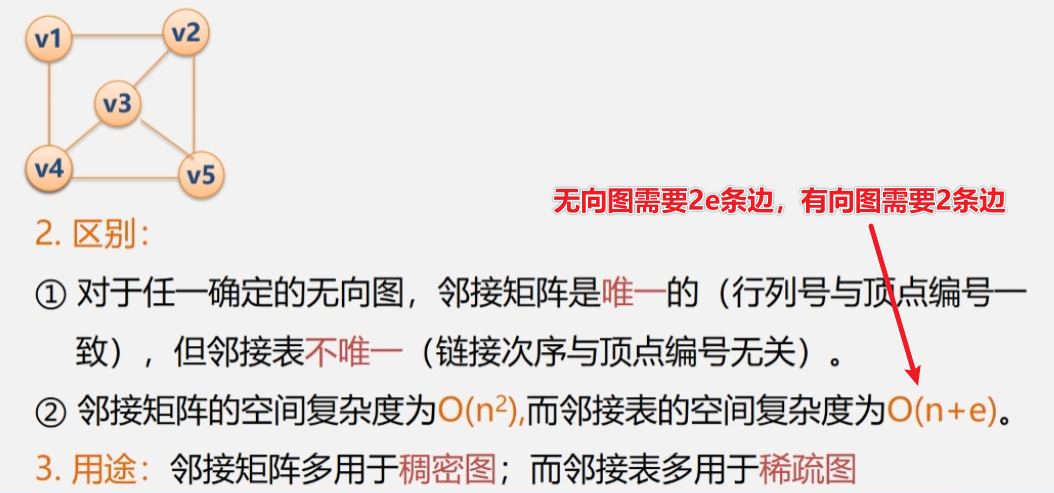 v1
v2
v3
v4
v5
无向图需要2e条边，有向图需要2条边
2. 区别：
① 对于任一确定的无向图，邻接矩阵是唯一的（行列号与顶点编号一
致），但邻接表不唯一（链接次序与顶点编号无关）。
② 邻接矩阵的空间复杂度为O(n²),而邻接表的空间复杂度为O(n+e)。
3. 用途：邻接矩阵多用于稠密图；而邻接表多用于稀疏图